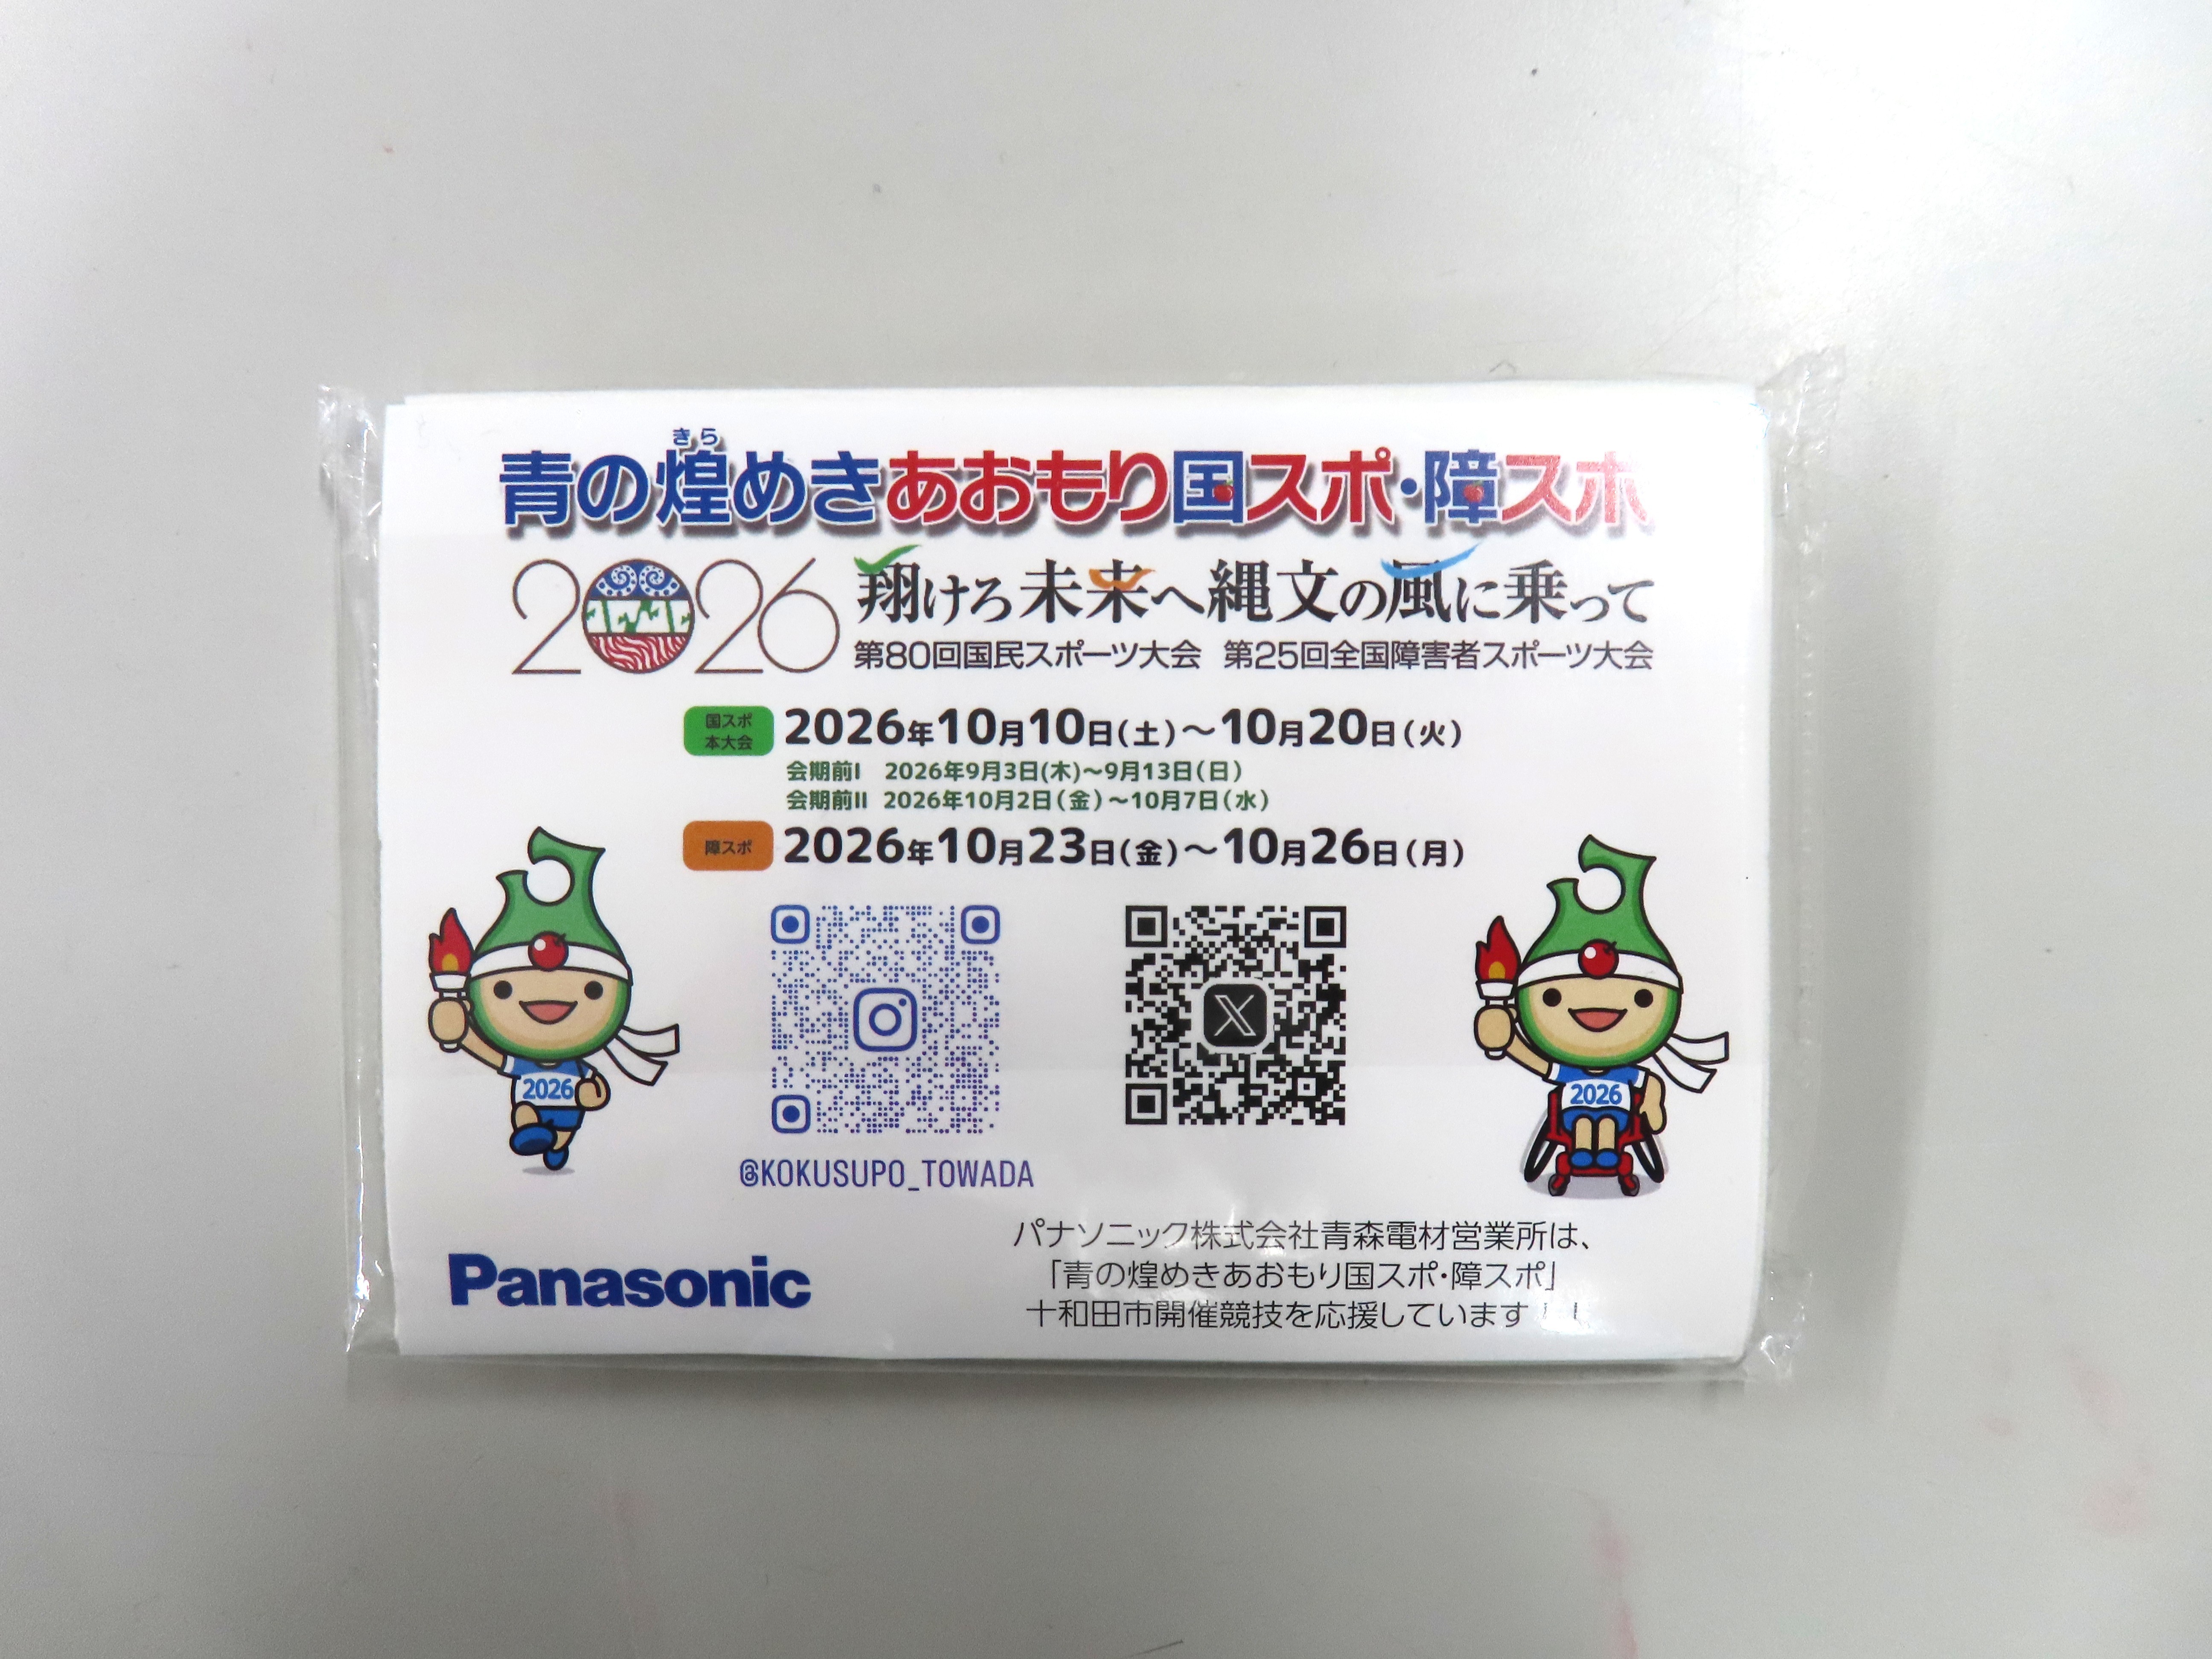 きら
青の煌めきあおもり国スポ・障スポ
2026
翔けろ未来へ縄文の風に乗って
第80回国民スポーツ大会 第25回全国障害者スポーツ大会
国スポ
本大会
2026年10月10日(土)～10月20日(火)
会期前I 2026年9月3日(木)～9月13日(日)
会期前II 2026年10月2日(金)～10月7日(水)
障スポ
2026年10月23日(金)～10月26日(月)
2026
2026
@KOKUSUPO_TOWADA
Panasonic
パナソニック株式会社青森電材営業所は、
「青の煌めきあおもり国スポ・障スポ」
十和田市開催競技を応援しています！！